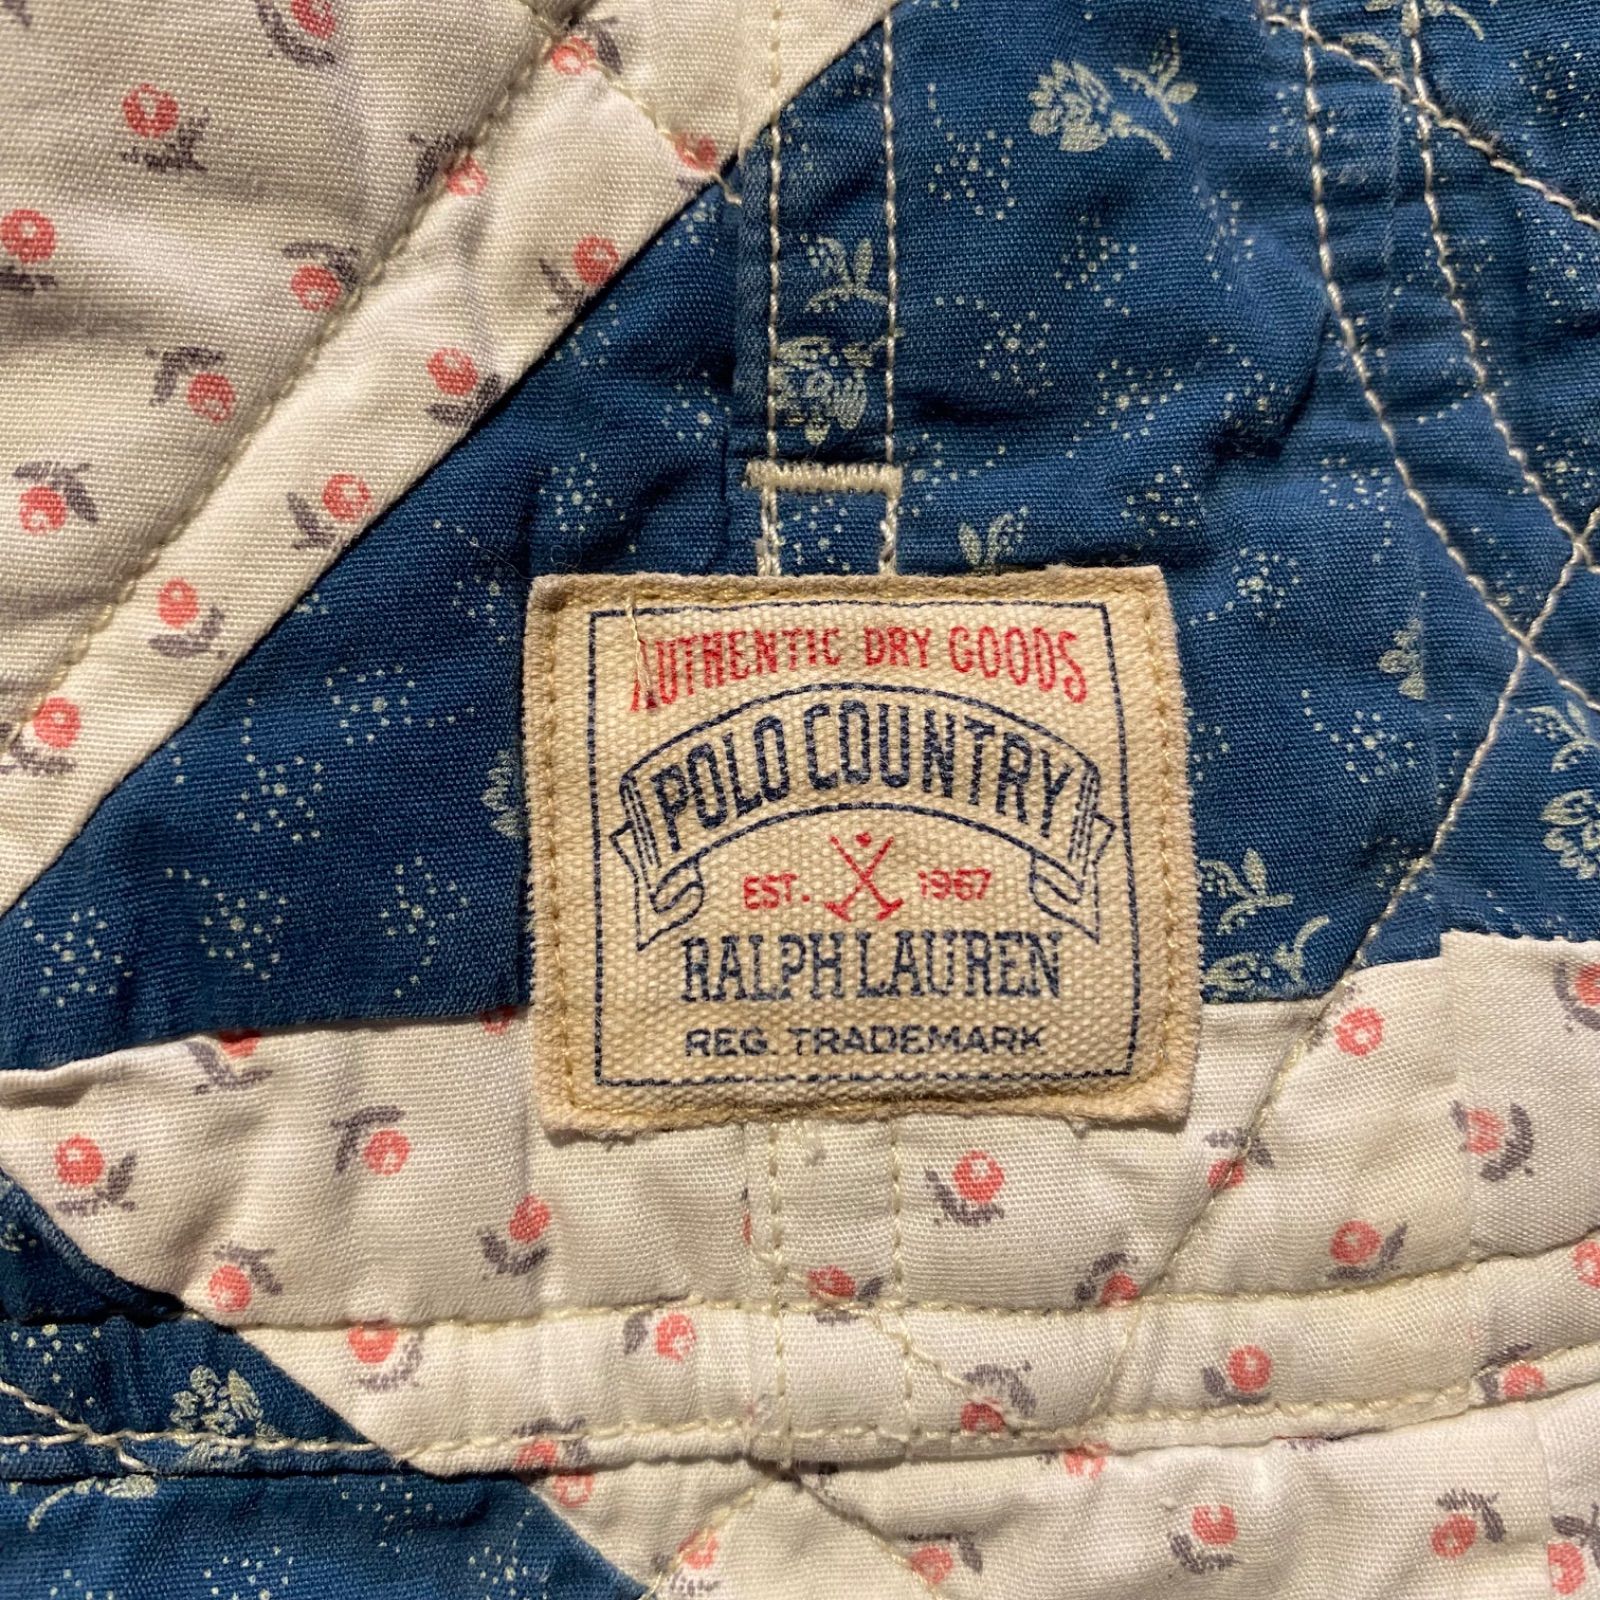 AUTHENTIC DRY GOODS
POLO COUNTRY
EST. 1967
RALPH LAUREN
REG. TRADEMARK